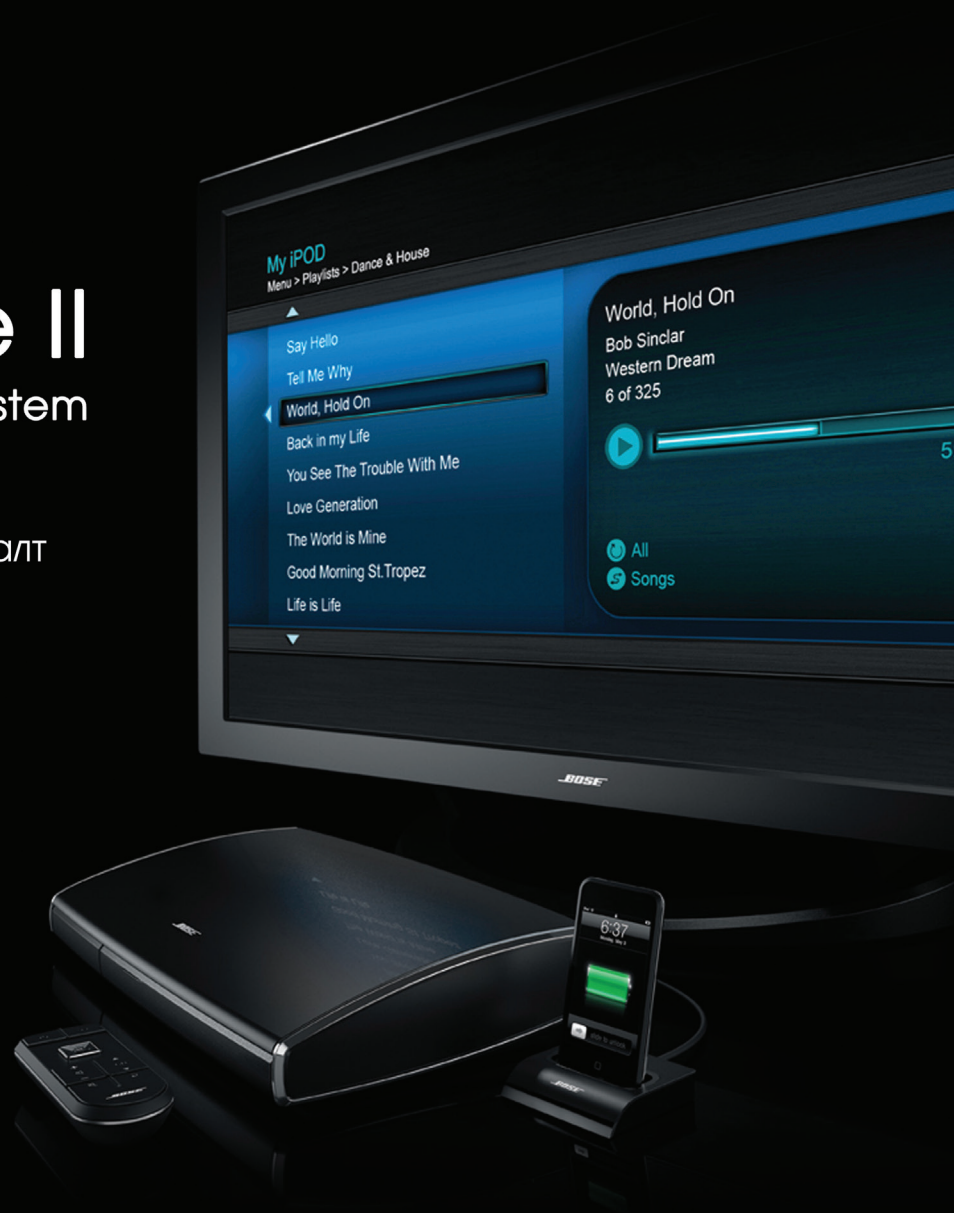 My iPOD
Menu > Playlists > Dance & House
Say Hello
Tell Me Why
World, Hold On
Back in my Life
You See The Trouble With Me
Love Generation
The World is Mine
Good Morning St.Tropez
Life is Life
World, Hold On
Bob Sinclar
Western Dream
6 of 325
5
All
Songs
e II
stem
алт
BOSE
BOSE
6:37
slide to unlock
BOSE
BOSE